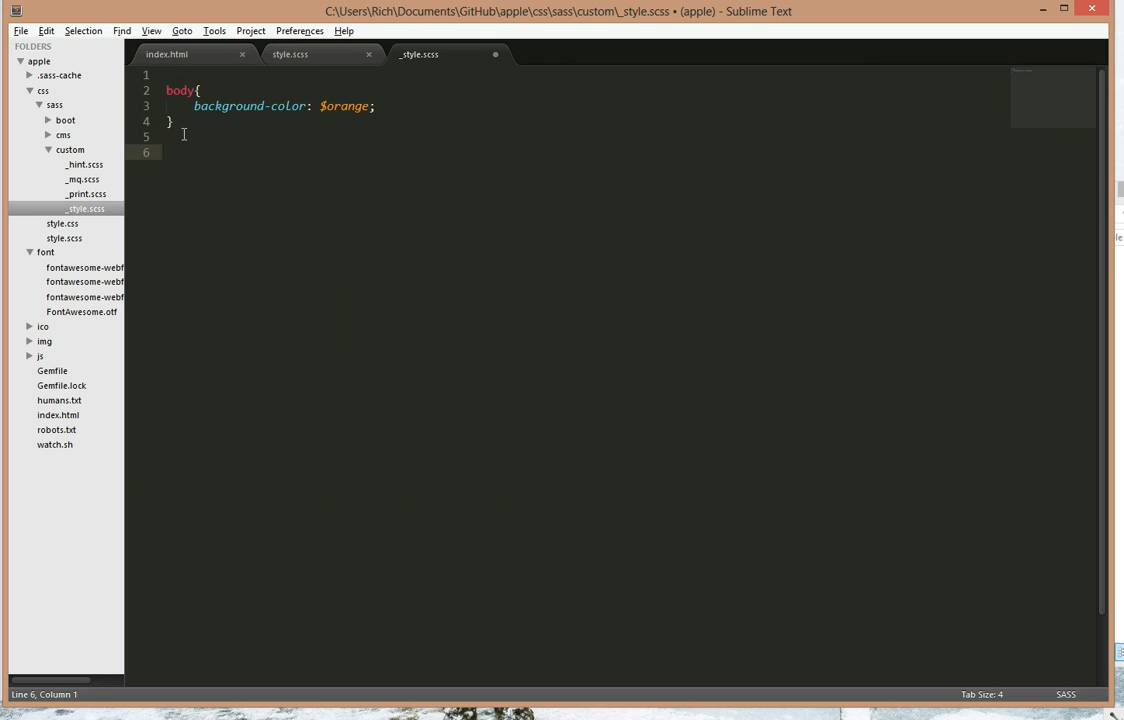 C:\Users\Rich\Documents\GitHub\apple\css\sass\custom\_style.scss • (apple) - Sublime Text
File Edit Selection Find View Goto Tools Project Preferences Help
FOLDERS
apple
.sass-cache
css
sass
boot
cms
custom
_hint.scss
_mq.scss
_print.scss
_style.scss
style.css
style.scss
font
fontawesome-webf
fontawesome-webf
fontawesome-webf
FontAwesome.otf
ico
img
js
Gemfile
Gemfile.lock
humans.txt
index.html
robots.txt
watch.sh
index.html × style.scss × _style.scss
1
2 body{
3 background-color: $orange;
4 }
5
6
Line 6, Column 1 Tab Size: 4 SASS